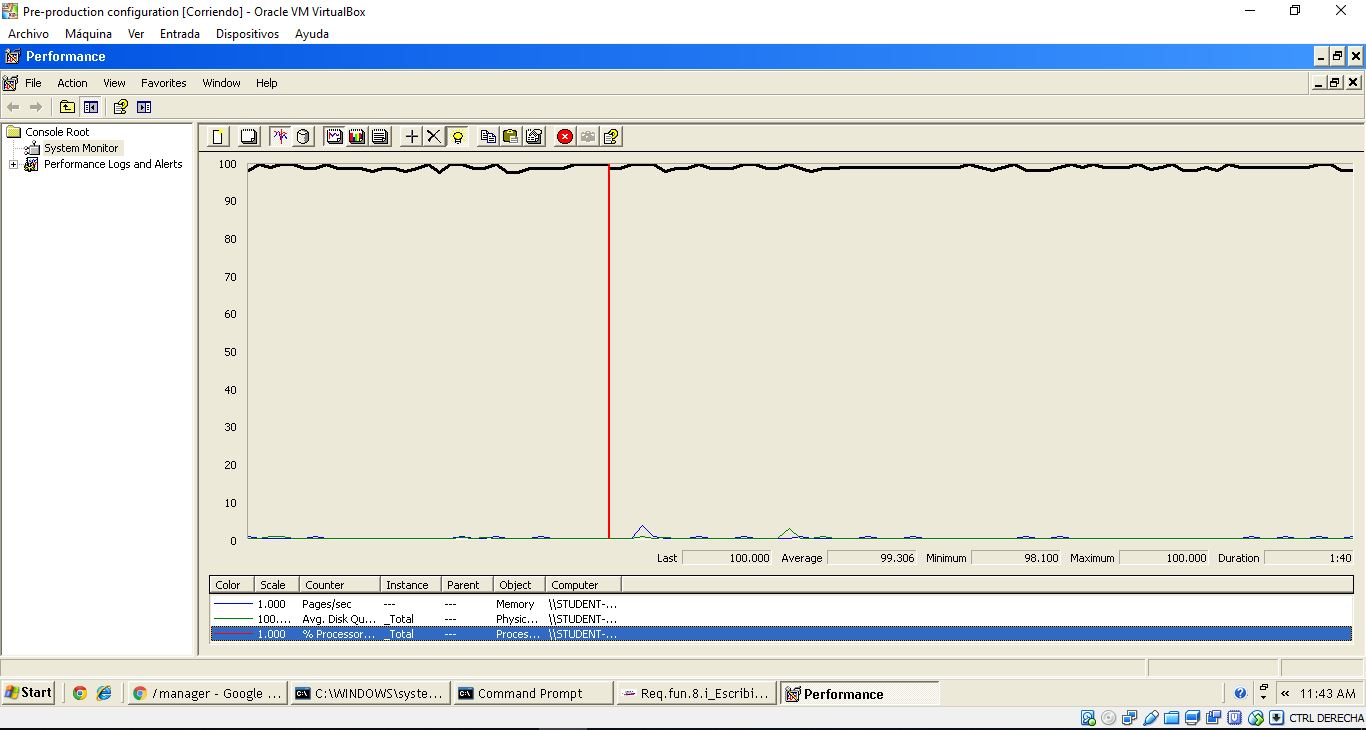 Pre-production configuration [Corriendo] - Oracle VM VirtualBox
Archivo Máquina Ver Entrada Dispositivos Ayuda
Performance
File Action View Favorites Window Help
Console Root
System Monitor
Performance Logs and Alerts
100
90
80
70
60
50
40
30
20
10
0
Last 100.000 Average 99.306 Minimum 98.100 Maximum 100.000 Duration 1:40
Color Scale Counter Instance Parent Object Computer
1.000 Pages/sec --- --- Memory \\STUDENT-...
100.... Avg. Disk Qu... _Total --- Physic... \\STUDENT-...
1.000 % Processor... _Total --- Proces... \\STUDENT-...
Start /manager - Google ... C:\WINDOWS\syste... Command Prompt Req.fun.8.i_Escribi... Performance « 11:43 AM
CTRL DERECHA